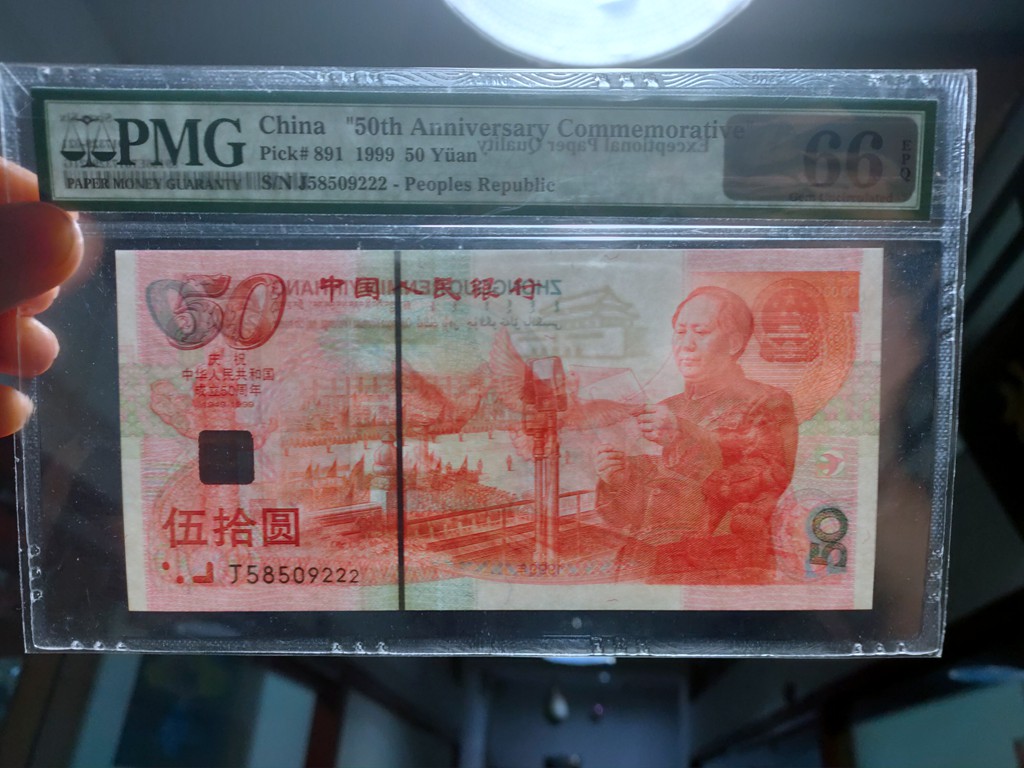 PMG
PAPER MONEY GUARANTY
China "50th Anniversary Commemorative"
Pick# 891 1999 50 Yüan
S/N J58509222 - Peoples Republic
Exceptional Paper Quality
66
EPQ
50
中国人民银行
庆祝
中华人民共和国
成立50周年
1949-1999
伍拾圆
J58509222
50